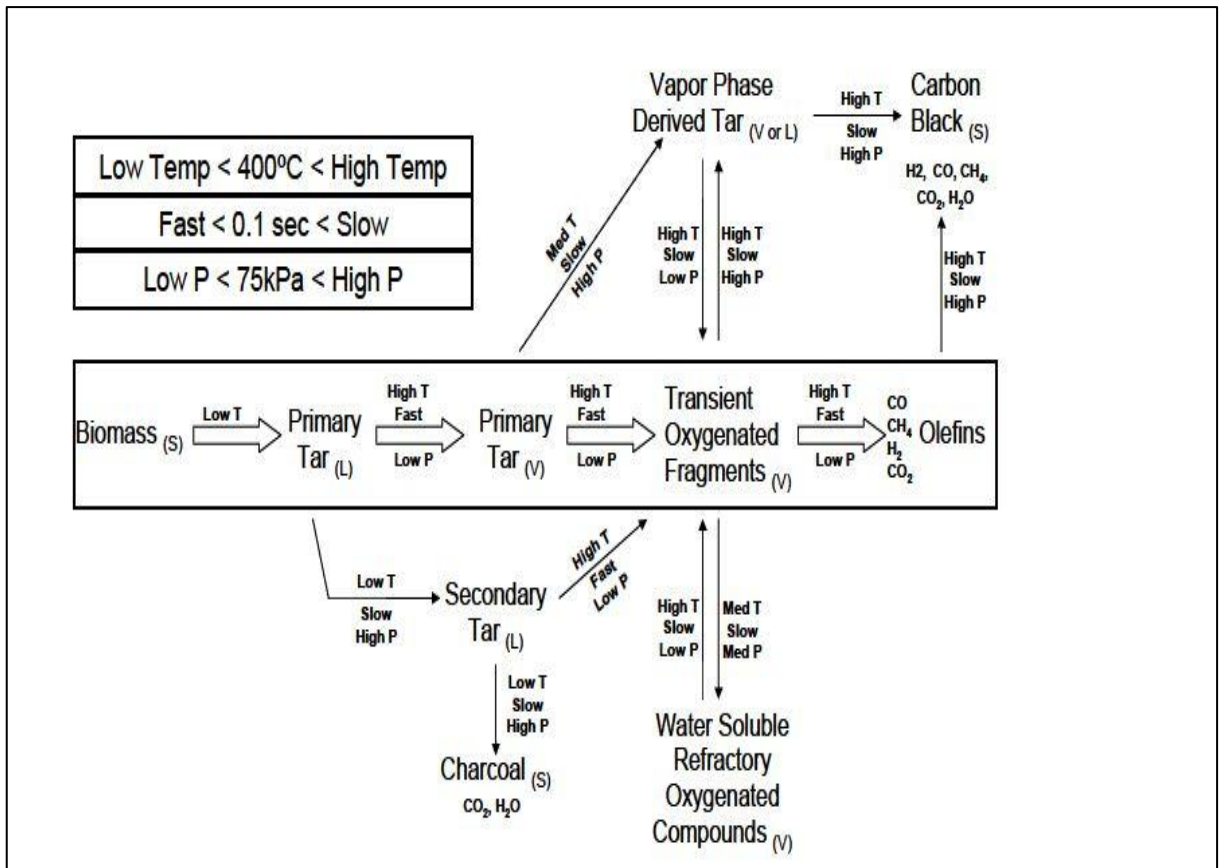 Low Temp < 400ºC < High Temp
Fast < 0.1 sec < Slow
Low P < 75kPa < High P
Vapor Phase
Derived Tar (V or L)
High T
Slow
High P
Carbon
Black (S)
H2, CO, CH4,
CO2, H2O
Med T
Slow
High P
High T
Slow
Low P
High T
Slow
High P
High T
Slow
High P
Biomass (S)
Low T
Primary
Tar (L)
High T
Fast
Low P
Primary
Tar (V)
High T
Fast
Low P
Transient
Oxygenated
Fragments (V)
High T
Fast
Low P
CO
CH4
H2
CO2
Olefins
Low T
Slow
High P
Secondary
Tar (L)
High T
Fast
Low P
High T
Slow
Low P
Med T
Slow
Med P
Low T
Slow
High P
Charcoal (S)
CO2, H2O
Water Soluble
Refractory
Oxygenated
Compounds (V)